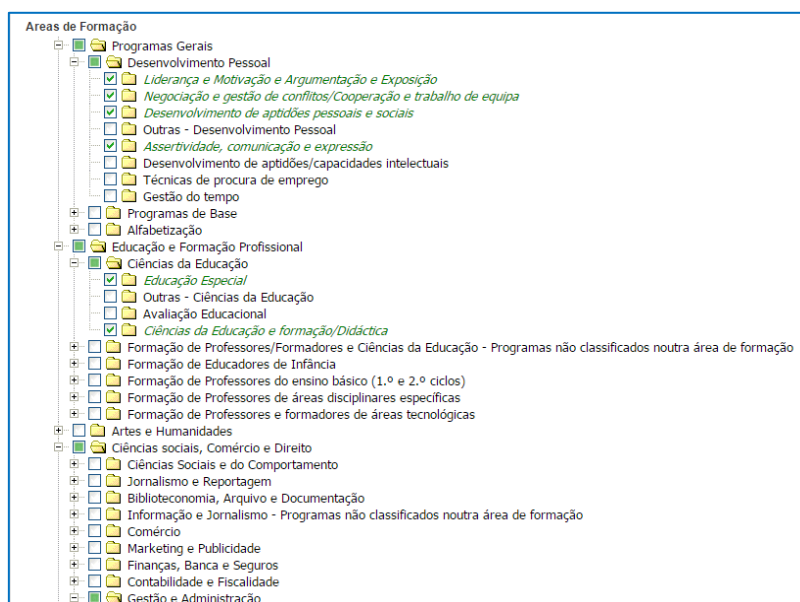 Areas de Formação
Programas Gerais
Desenvolvimento Pessoal
Liderança e Motivação e Argumentação e Exposição
Negociação e gestão de conflitos/Cooperação e trabalho de equipa
Desenvolvimento de aptidões pessoais e sociais
Outras - Desenvolvimento Pessoal
Assertividade, comunicação e expressão
Desenvolvimento de aptidões/capacidades intelectuais
Técnicas de procura de emprego
Gestão do tempo
Programas de Base
Alfabetização
Educação e Formação Profissional
Ciências da Educação
Educação Especial
Outras - Ciências da Educação
Avaliação Educacional
Ciências da Educação e formação/Didáctica
Formação de Professores/Formadores e Ciências da Educação - Programas não classificados noutra área de formação
Formação de Educadores de Infância
Formação de Professores do ensino básico (1.º e 2.º ciclos)
Formação de Professores de áreas disciplinares específicas
Formação de Professores e formadores de áreas tecnológicas
Artes e Humanidades
Ciências sociais, Comércio e Direito
Ciências Sociais e do Comportamento
Jornalismo e Reportagem
Biblioteconomia, Arquivo e Documentação
Informação e Jornalismo - Programas não classificados noutra área de formação
Comércio
Marketing e Publicidade
Finanças, Banca e Seguros
Contabilidade e Fiscalidade
Gestão e Administração